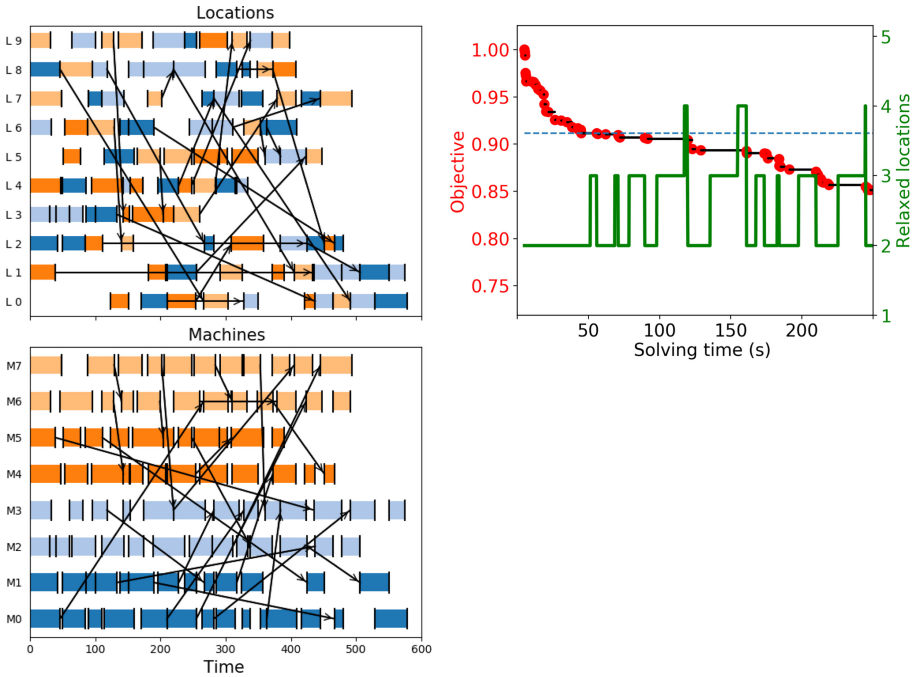 Locations
L 9
L 8
L 7
L 6
L 5
L 4
L 3
L 2
L 1
L 0
Machines
M7
M6
M5
M4
M3
M2
M1
M0
0 100 200 300 400 500 600
Time
1.00
0.95
0.90
0.85
0.80
0.75
Objective
5
4
3
2
1
Relaxed locations
50 100 150 200
Solving time (s)